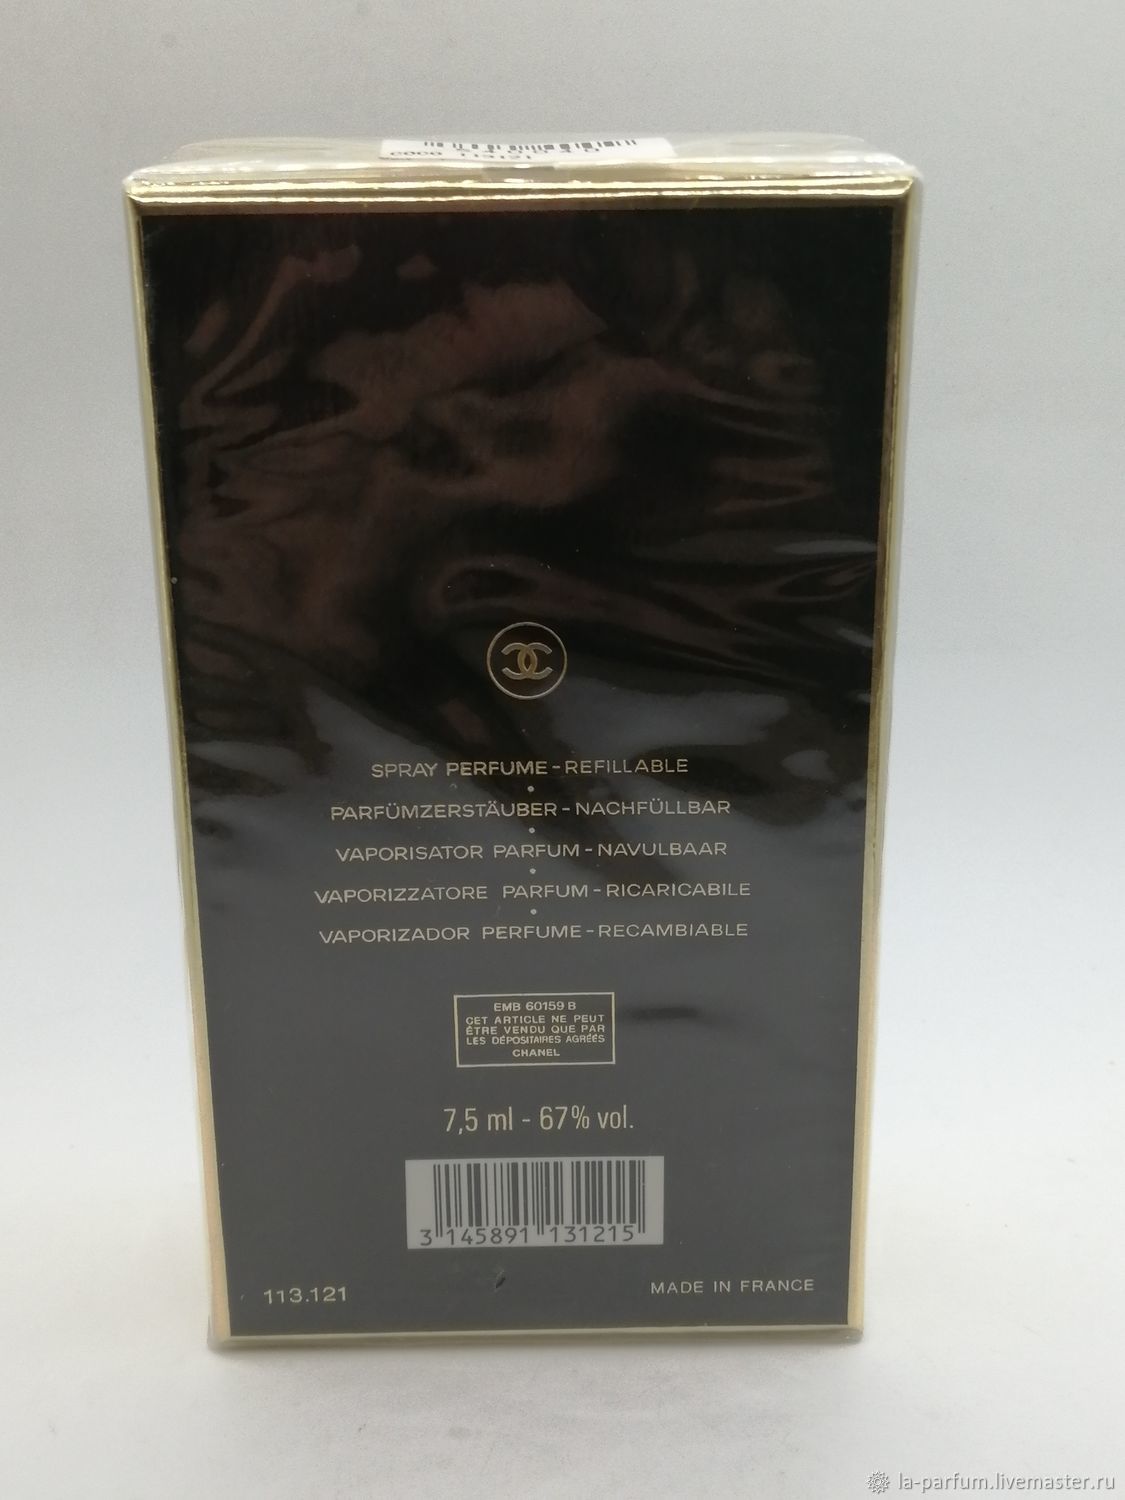 COCO 113121
SPRAY PERFUME - REFILLABLE
PARFÜMZERSTÄUBER - NACHFÜLLBAR
VAPORISATOR PARFUM - NAVULBAAR
VAPORIZZATORE PARFUM - RICARICABILE
VAPORIZADOR PERFUME - RECAMBIABLE
EMB 60159 B
CET ARTICLE NE PEUT
ÊTRE VENDU QUE PAR
LES DÉPOSITAIRES AGRÉÉS
CHANEL
7,5 ml - 67% vol.
3 145891 131215
113.121
MADE IN FRANCE
la-parfum.livemaster.ru